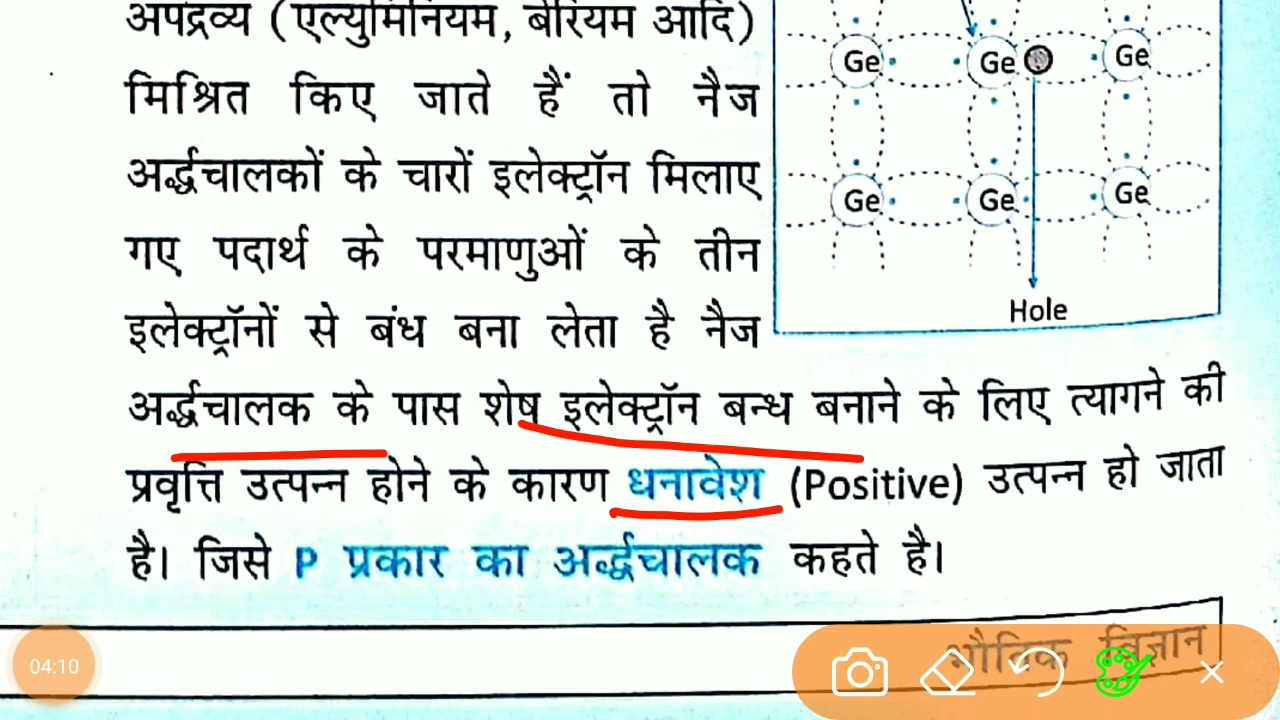 अपद्रव्य (एल्युमिनियम, बेरियम आदि)
मिश्रित किए जाते हैं तो नैज
अर्द्धचालकों के चारों इलेक्ट्रॉन मिलाए
गए पदार्थ के परमाणुओं के तीन
इलेक्ट्रॉनों से बंध बना लेता है नैज
अर्द्धचालक के पास शेष इलेक्ट्रॉन बन्ध बनाने के लिए त्यागने की
प्रवृत्ति उत्पन्न होने के कारण धनावेश (Positive) उत्पन्न हो जाता
है। जिसे P प्रकार का अर्द्धचालक कहते है।
Ge Ge Ge
Ge Ge Ge
Hole
भौतिक विज्ञान
04:10